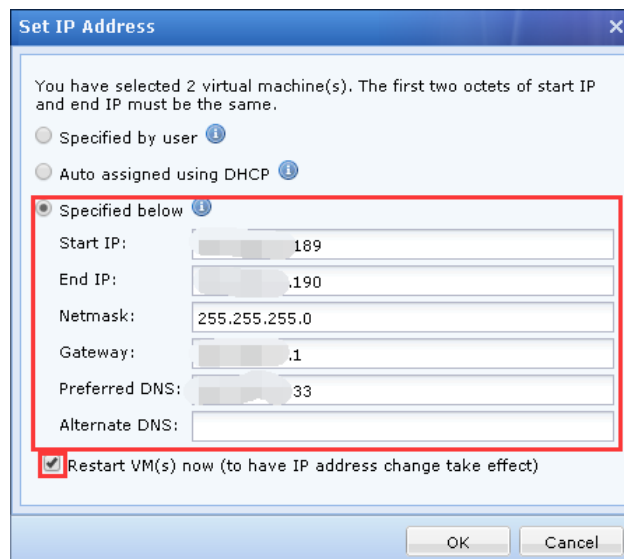 Set IP Address
You have selected 2 virtual machine(s). The first two octets of start IP
and end IP must be the same.
Specified by user
Auto assigned using DHCP
Specified below
Start IP: 189
End IP: .190
Netmask: 255.255.255.0
Gateway: .1
Preferred DNS: 33
Alternate DNS:
Restart VM(s) now (to have IP address change take effect)
OK Cancel